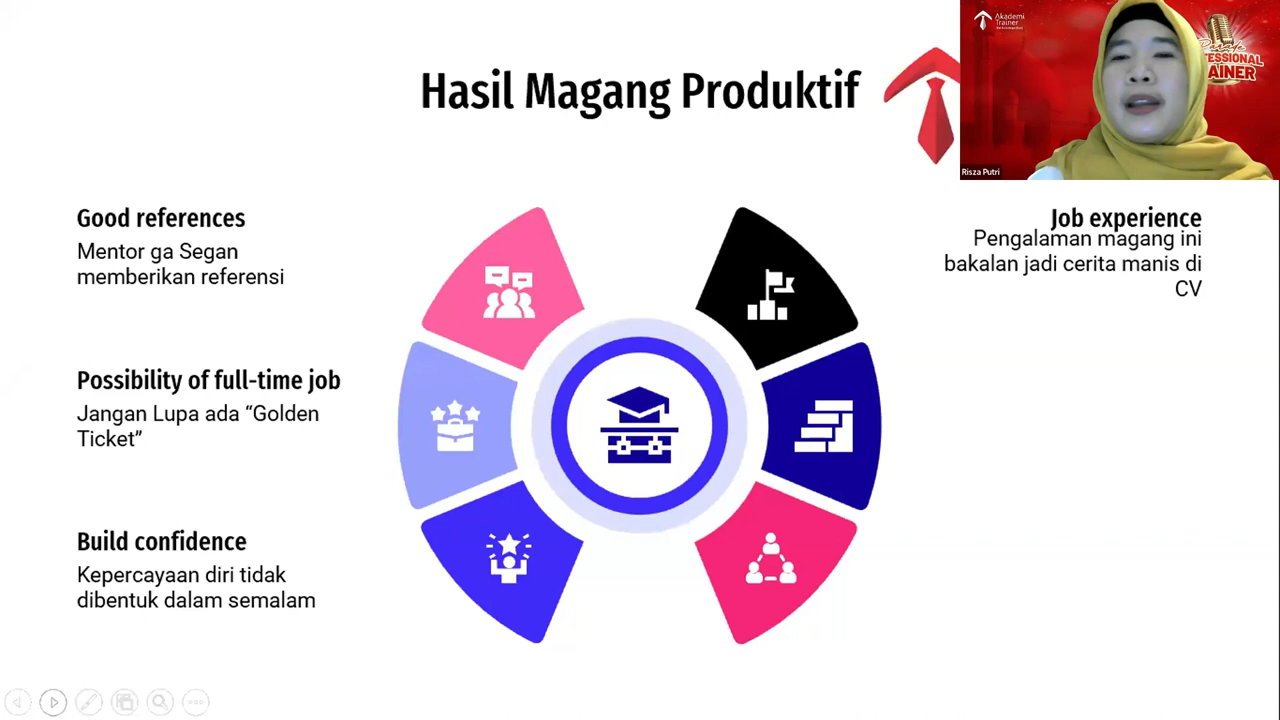 Hasil Magang Produktif
Akademi
Trainer
FESSIONAL
AINER
Risza Putri
Good references
Mentor ga Segan
memberikan referensi
Possibility of full-time job
Jangan Lupa ada “Golden
Ticket”
Build confidence
Kepercayaan diri tidak
dibentuk dalam semalam
Job experience
Pengalaman magang ini
bakalan jadi cerita manis di
CV